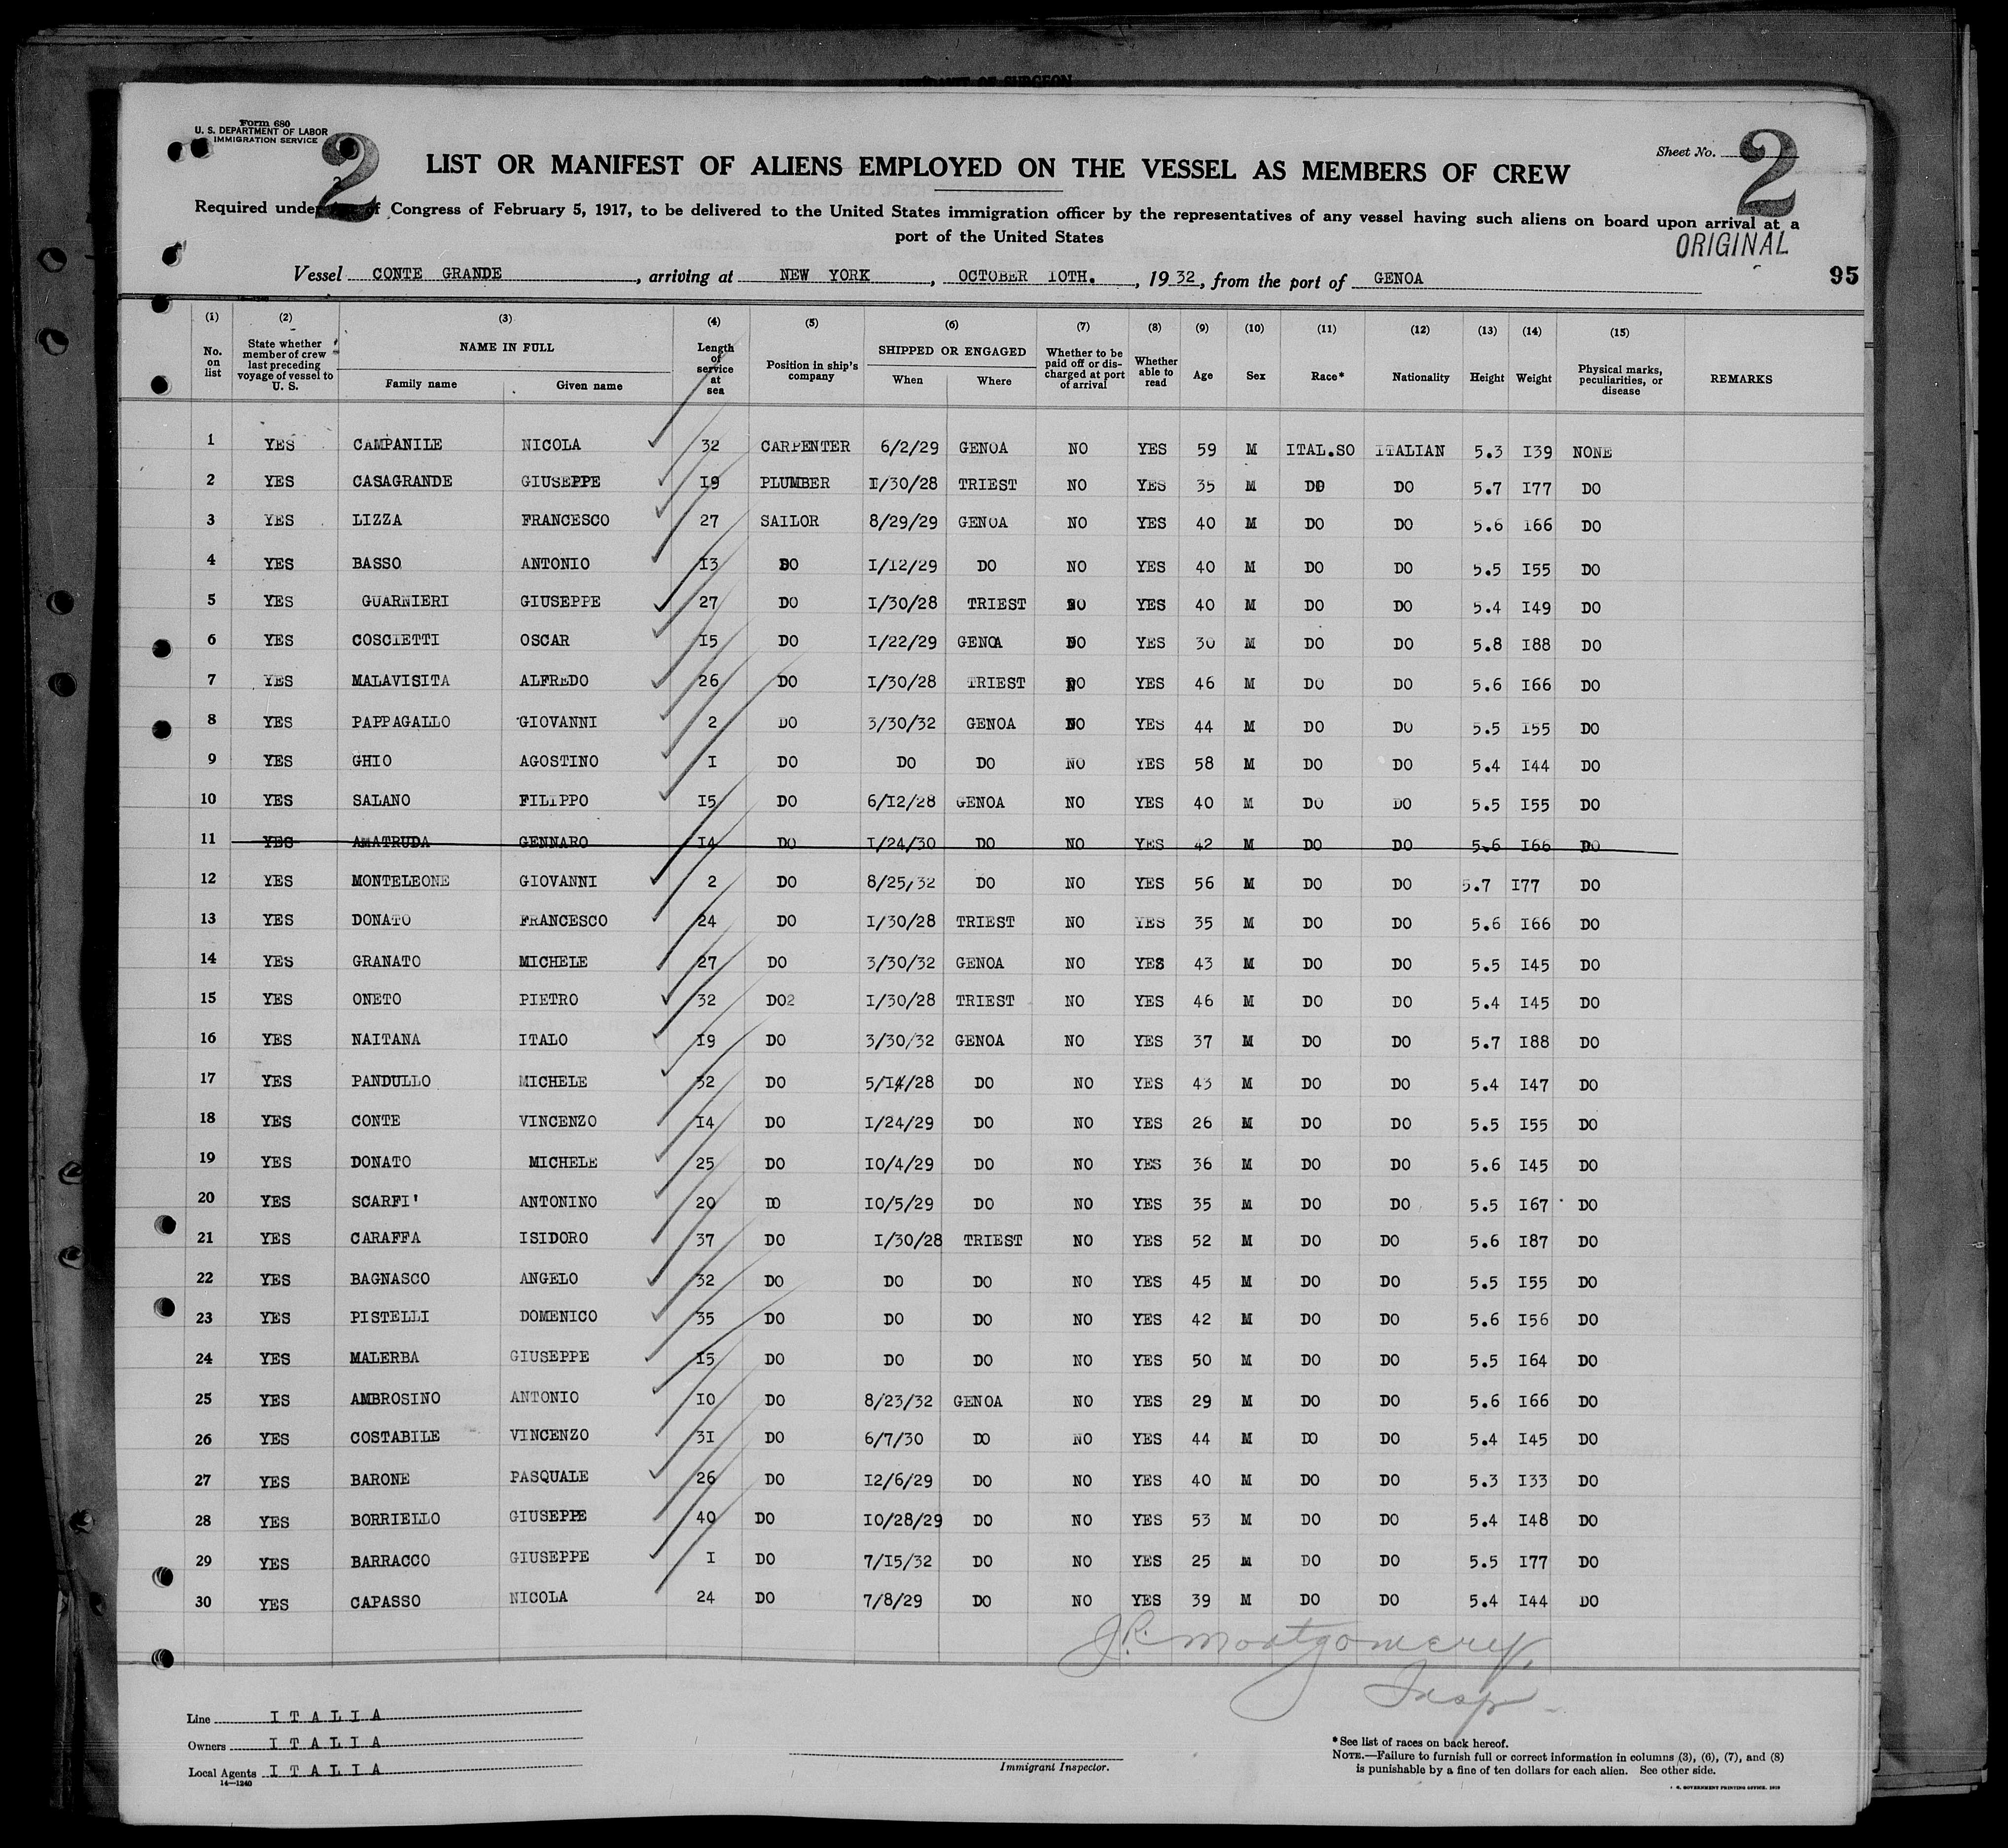 Form 680
U. S. DEPARTMENT OF LABOR
IMMIGRATION SERVICE
2
Sheet No. 2
LIST OR MANIFEST OF ALIENS EMPLOYED ON THE VESSEL AS MEMBERS OF CREW
Required under of Congress of February 5, 1917, to be delivered to the United States immigration officer by the representatives of any vessel having such aliens on board upon arrival at a
port of the United States
ORIGINAL
Vessel CONTE GRANDE, arriving at NEW YORK, OCTOBER 10TH., 1932, from the port of GENOA
95
(1) (2) (3) (4) (5) (6) (7) (8) (9) (10) (11) (12) (13) (14) (15)
No. on list State whether member of crew last preceding voyage of vessel to U. S. NAME IN FULL Family name Given name Length of service at sea Position in ship's company SHIPPED OR ENGAGED When Where Whether to be paid off or discharged at port of arrival Whether able to read Age Sex Race* Nationality Height Weight Physical marks, peculiarities, or disease REMARKS
1 YES CAMPANILE NICOLA 32 CARPENTER 6/2/29 GENOA NO YES 59 M ITAL.SO ITALIAN 5.3 I39 NONE
2 YES CASAGRANDE GIUSEPPE I9 PLUMBER I/30/28 TRIEST NO YES 35 M DO DO 5.7 I77 DO
3 YES LIZZA FRANCESCO 27 SAILOR 8/29/29 GENOA NO YES 40 M DO DO 5.6 I66 DO
4 YES BASSO ANTONIO I3 DO I/I2/29 DO NO YES 40 M DO DO 5.5 I55 DO
5 YES GUARNIERI GIUSEPPE 27 DO I/30/28 TRIEST NO YES 40 M DO DO 5.4 I49 DO
6 YES COSCIETTI OSCAR I5 DO I/22/29 GENOA NO YES 30 M DO DO 5.8 I88 DO
7 YES MALAVISITA ALFREDO 26 DO I/30/28 TRIEST NO YES 46 M DO DO 5.6 I66 DO
8 YES PAPPAGALLO GIOVANNI 2 DO 3/30/32 GENOA NO YES 44 M DO DO 5.5 I55 DO
9 YES GHIO AGOSTINO I DO DO DO NO YES 58 M DO DO 5.4 I44 DO
10 YES SALANO FILIPPO I5 DO 6/I2/28 GENOA NO YES 40 M DO DO 5.5 I55 DO
11 YES AMATRUDA GENNARO I4 DO I/24/30 DO NO YES 42 M DO DO 5.6 I66 DO
12 YES MONTELEONE GIOVANNI 2 DO 8/25/32 DO NO YES 56 M DO DO 5.7 I77 DO
13 YES DONATO FRANCESCO 24 DO I/30/28 TRIEST NO YES 35 M DO DO 5.6 I66 DO
14 YES GRANATO MICHELE 27 DO 3/30/32 GENOA NO YES 43 M DO DO 5.5 I45 DO
15 YES ONETO PIETRO 32 DO2 I/30/28 TRIEST NO YES 46 M DO DO 5.4 I45 DO
16 YES NAITANA ITALO I9 DO 3/30/32 GENOA NO YES 37 M DO DO 5.7 I88 DO
17 YES PANDULLO MICHELE 32 DO 5/I4/28 DO NO YES 43 M DO DO 5.4 I47 DO
18 YES CONTE VINCENZO I4 DO I/24/29 DO NO YES 26 M DO DO 5.5 I55 DO
19 YES DONATO MICHELE 25 DO I0/4/29 DO NO YES 36 M DO DO 5.6 I45 DO
20 YES SCARFI' ANTONINO 20 DO I0/5/29 DO NO YES 35 M DO DO 5.5 I67 DO
21 YES CARAFFA ISIDORO 37 DO I/30/28 TRIEST NO YES 52 M DO DO 5.6 I87 DO
22 YES BAGNASCO ANGELO 32 DO DO DO NO YES 45 M DO DO 5.5 I55 DO
23 YES PISTELLI DOMENICO 35 DO DO DO NO YES 42 M DO DO 5.6 I56 DO
24 YES MALERBA GIUSEPPE I5 DO DO DO NO YES 50 M DO DO 5.5 I64 DO
25 YES AMBROSINO ANTONIO I0 DO 8/23/32 GENOA NO YES 29 M DO DO 5.6 I66 DO
26 YES COSTABILE VINCENZO 3I DO 6/7/30 DO NO YES 44 M DO DO 5.4 I45 DO
27 YES BARONE PASQUALE 26 DO I2/6/29 DO NO YES 40 M DO DO 5.3 I33 DO
28 YES BORRIELLO GIUSEPPE 40 DO I0/28/29 DO NO YES 53 M DO DO 5.4 I48 DO
29 YES BARRACCO GIUSEPPE I DO 7/I5/32 DO NO YES 25 M DO DO 5.5 I77 DO
30 YES CAPASSO NICOLA 24 DO 7/8/29 DO NO YES 39 M DO DO 5.4 I44 DO
J.R. Montgomery,
Insp
Line I T A L I A
Owners I T A L I A
Local Agents I T A L I A
14—1240
Immigrant Inspector.
* See list of races on back hereof.
NOTE.—Failure to furnish full or correct information in columns (3), (6), (7), and (8)
is punishable by a fine of ten dollars for each alien. See other side.
GOVERNMENT PRINTING OFFICE